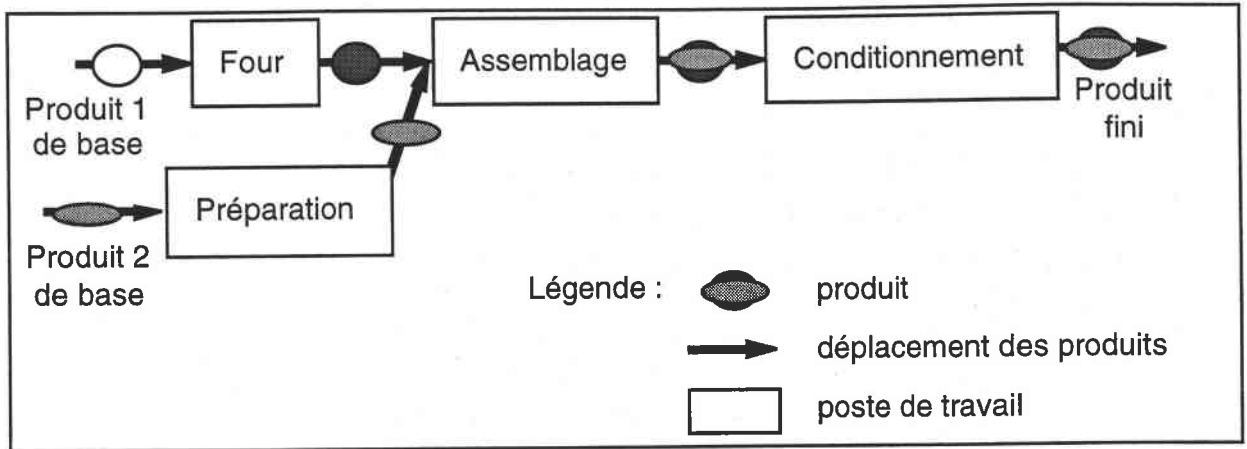 Four
Assemblage
Conditionnement
Produit 1
de base
Produit
fini
Préparation
Produit 2
de base
Légende :
produit
déplacement des produits
poste de travail